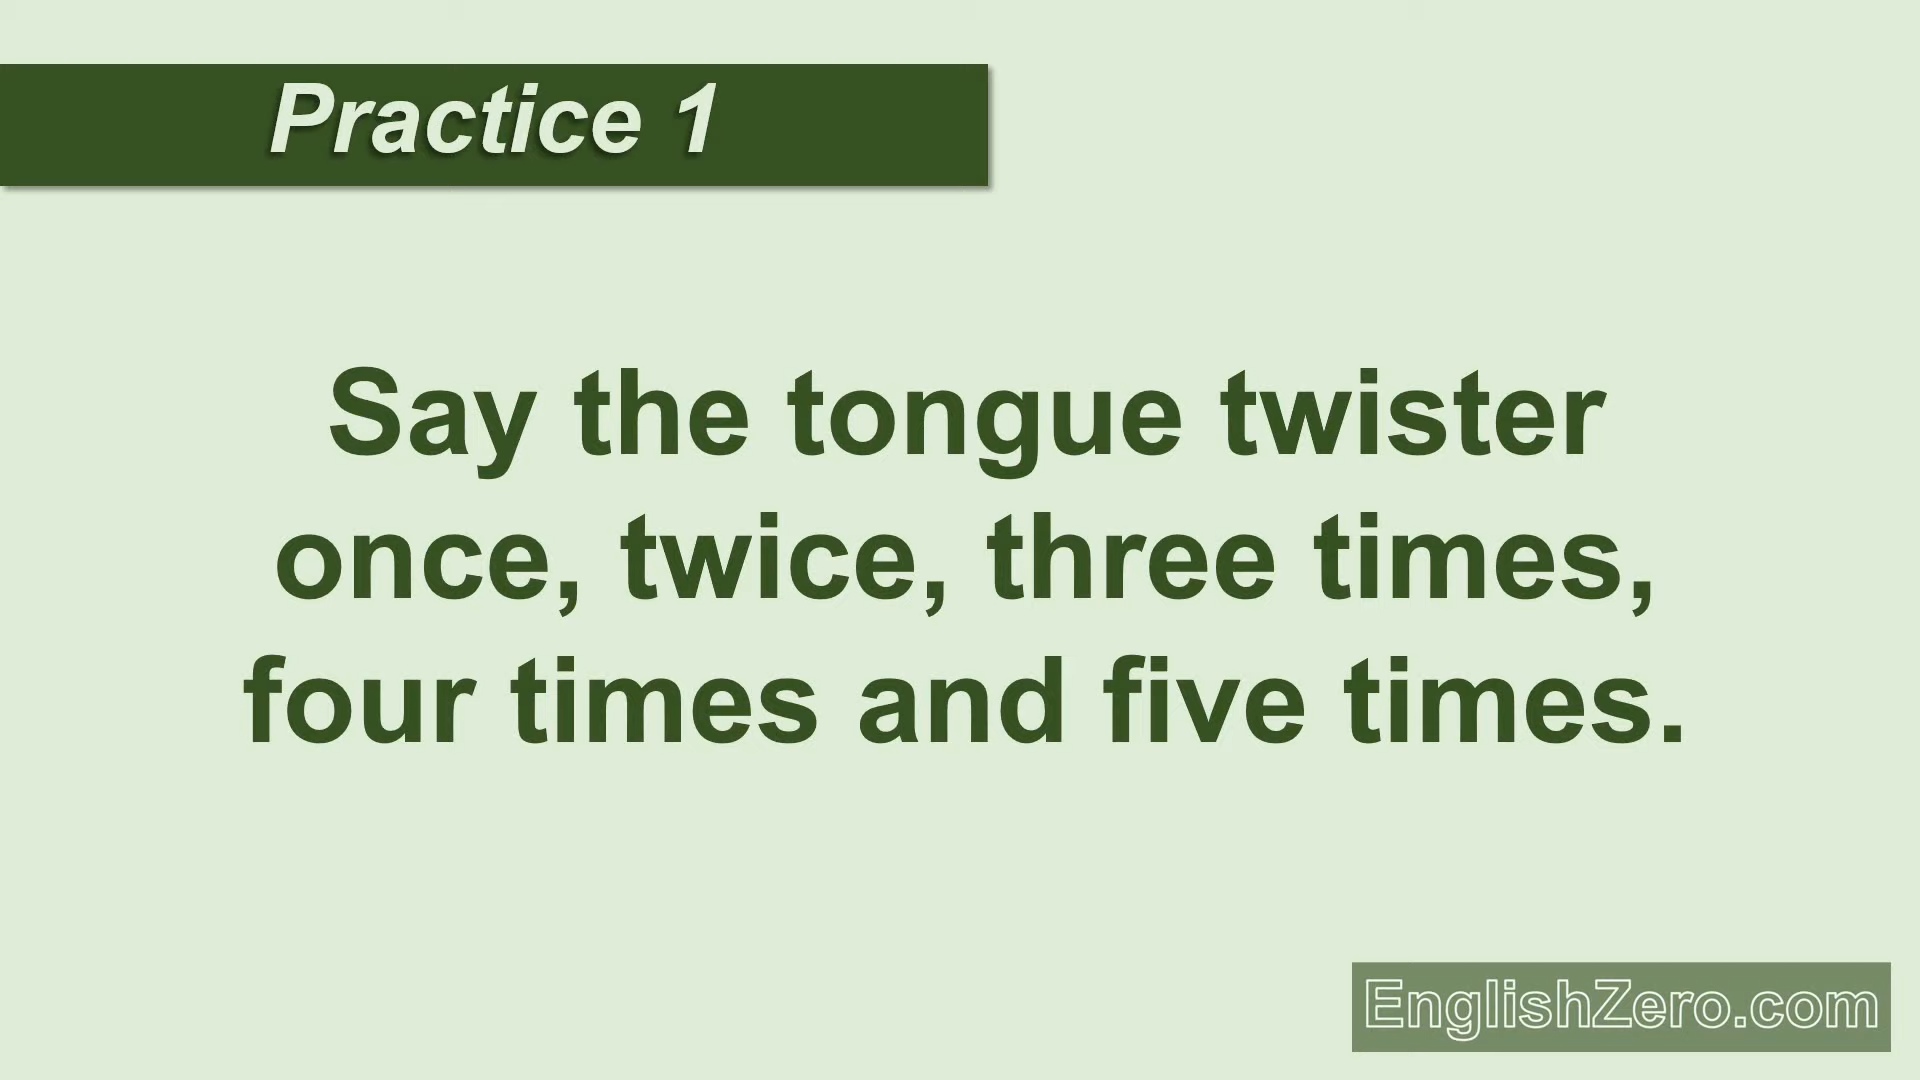 Practice 1
Say the tongue twister
once, twice, three times,
four times and five times.
EnglishZero.com